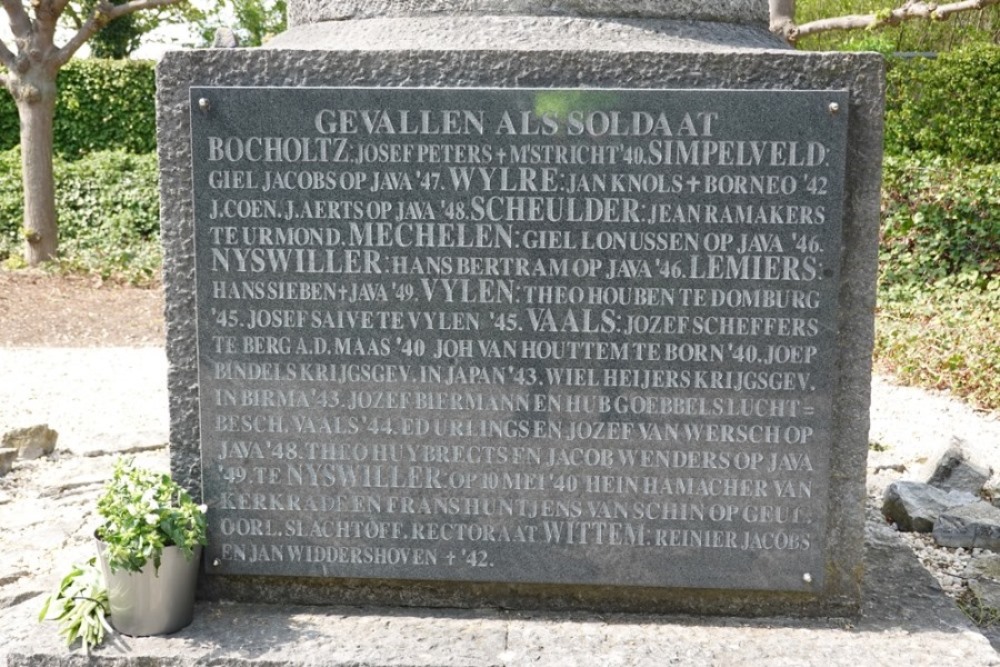 GEVALLEN ALS SOLDAAT
BOCHOLTZ: JOSEF PETERS + M'STRICHT '40. SIMPELVELD:
GIEL JACOBS OP JAVA '47. WYLRE: JAN KNOLS + BORNEO '42
J. COEN. J. AERTS OP JAVA '48. SCHEULDER: JEAN RAMAKERS
TE URMOND. MECHELEN: GIEL LONUSSEN OP JAVA '46.
NYSWILLER: HANS BERTRAM OP JAVA '46. LEMIERS:
HANS SIEBEN + JAVA '49. VYLEN: THEO HOUBEN TE DOMBURG
'45. JOSEF SAIVE TE VYLEN '45. VAALS: JOZEF SCHEFFERS
TE BERG A.D. MAAS '40 JOH VAN HOUTTEM TE BORN '40. JOEP
BINDELS KRIJGSGEV. IN JAPAN '43. WIEL HEIJERS KRIJGSGEV.
IN BIRMA '43. JOZEF BIERMANN EN HUB GOEBBELS LUCHT=
BESCH. VAALS '44. ED URLINGS EN JOZEF VAN WERSCH OP
JAVA '48. THEO HUYBRECTS EN JACOB WENDERS OP JAVA
'49. TE NYSWILLER: OP 10 MEI '40 HEIN HAMACHER VAN
KERKRADE EN FRANS HUNTJENS VAN SCHIN OP GEUL
OORL. SLACHTOFF. RECTORAAT WITTEM: REINIER JACOBS
EN JAN WIDDERSHOVEN + '42.